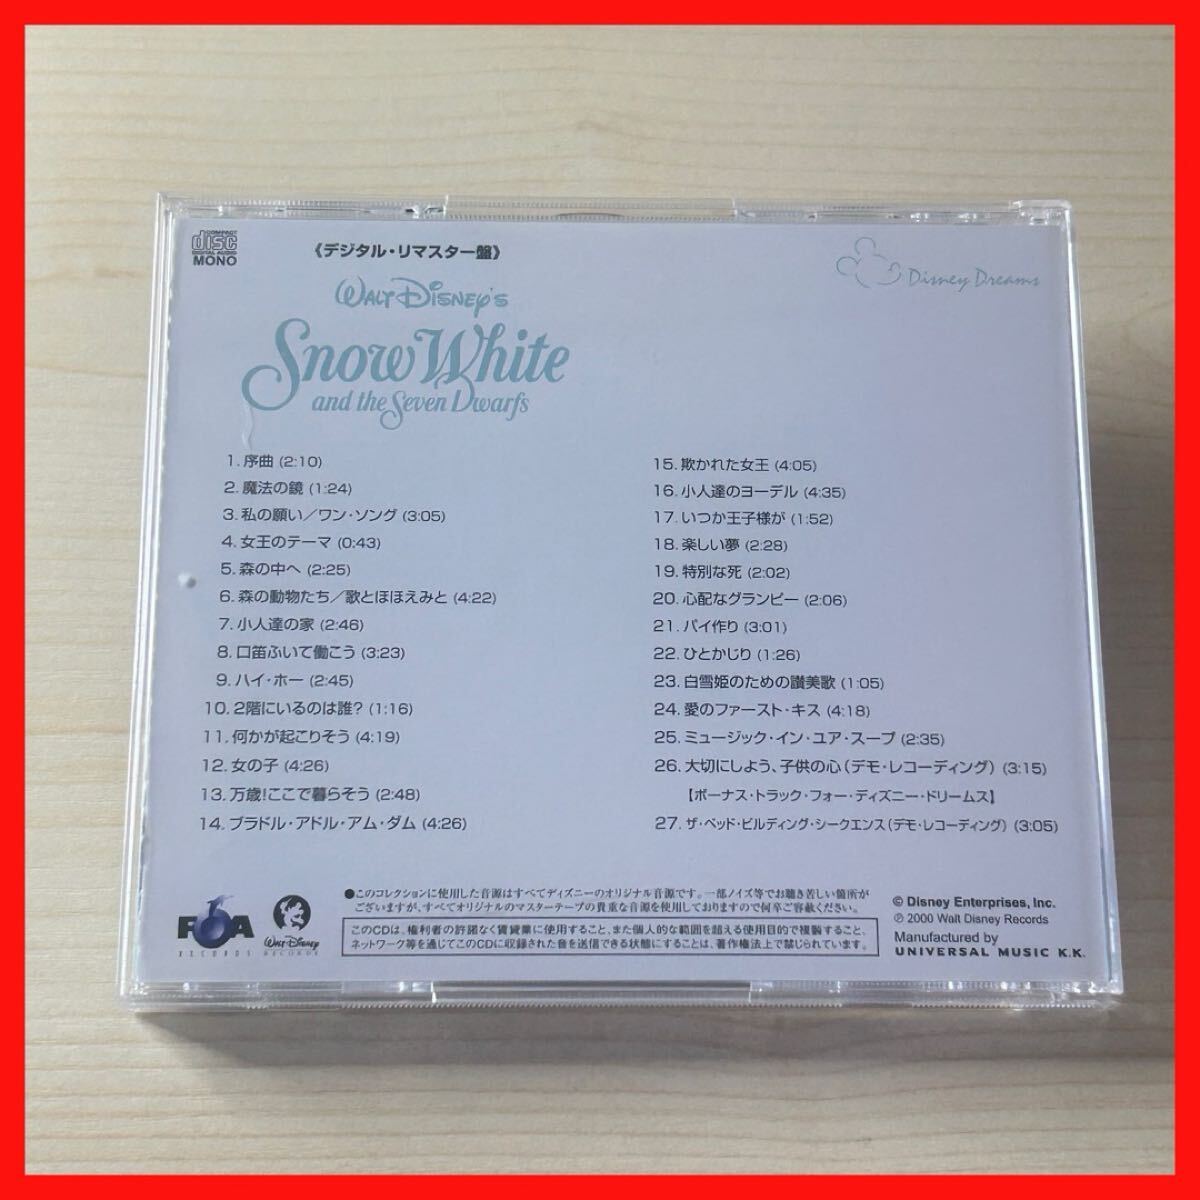 COMPACT
disc
DIGITAL AUDIO
MONO
《デジタル・リマスター盤》
WALT DISNEY'S
Snow White
and the Seven Dwarfs
Disney Dreams
1. 序曲 (2:10)
2. 魔法の鏡 (1:24)
3. 私の願い／ワン・ソング (3:05)
4. 女王のテーマ (0:43)
5. 森の中へ (2:25)
6. 森の動物たち／歌とほほえみと (4:22)
7. 小人達の家 (2:46)
8. 口笛ふいて働こう (3:23)
9. ハイ・ホー (2:45)
10. 2階にいるのは誰? (1:16)
11. 何かが起こりそう (4:19)
12. 女の子 (4:26)
13. 万歳!ここで暮らそう (2:48)
14. ブラドル・アドル・アム・ダム (4:26)
15. 欺かれた女王 (4:05)
16. 小人達のヨーデル (4:35)
17. いつか王子様が (1:52)
18. 楽しい夢 (2:28)
19. 特別な死 (2:02)
20. 心配なグランピー (2:06)
21. パイ作り (3:01)
22. ひとかじり (1:26)
23. 白雪姫のための讃美歌 (1:05)
24. 愛のファースト・キス (4:18)
25. ミュージック・イン・ユア・スープ (2:35)
26. 大切にしよう、子供の心 (デモ・レコーディング) (3:15)
【ボーナス・トラック・フォー・ディズニー・ドリームス】
27. ザ・ベッド・ビルディング・シークエンス (デモ・レコーディング) (3:05)
FOA
RECORDS
Walt Disney
RECORDS
●このコレクションに使用した音源はすべてディズニーのオリジナル音源です。一部ノイズ等でお聴き苦しい箇所が
ございますが、すべてオリジナルのマスターテープの貴重な音源を使用しておりますので何卒ご容赦ください。
このCDは、権利者の許諾なく賃貸業に使用すること、また個人的な範囲を超える使用目的で複製すること、
ネットワーク等を通じてこのCDに収録された音を送信できる状態にすることは、著作権法上で禁じられています。
© Disney Enterprises, Inc.
℗ 2000 Walt Disney Records
Manufactured by
UNIVERSAL MUSIC K.K.